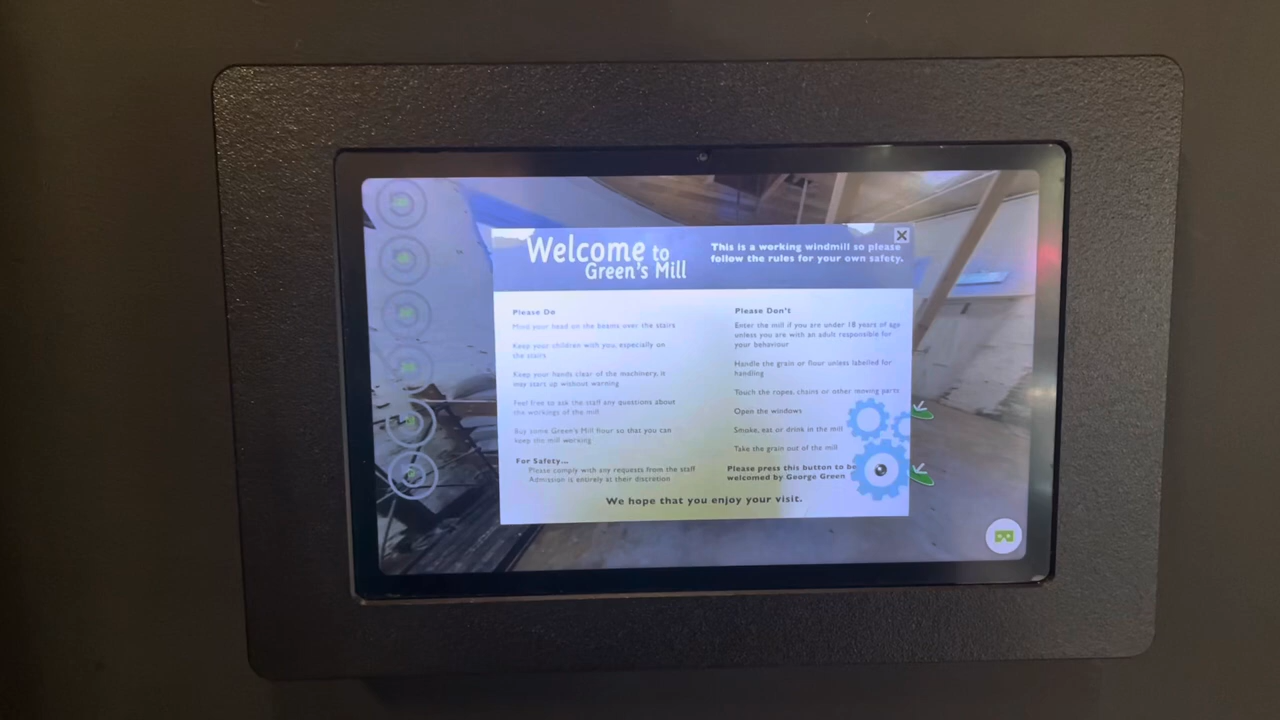 Welcome to
Green's Mill
This is a working windmill so please
follow the rules for your own safety.
Please Do
Mind your head on the beams over the stairs
Keep your children with you, especially on
the stairs
Keep your hands clear of the machinery, it
may start up without warning
Feel free to ask the staff any questions about
the workings of the mill
Buy some Green's Mill flour so that you can
keep the mill working
For Safety...
Please comply with any requests from the staff
Admission is entirely at their discretion
Please Don't
Enter the mill if you are under 18 years of age
unless you are with an adult responsible for
your behaviour
Handle the grain or flour unless labelled for
handling
Touch the ropes, chains or other moving parts
Open the windows
Smoke, eat or drink in the mill
Take the grain out of the mill
Please press this button to be
welcomed by George Green
We hope that you enjoy your visit.